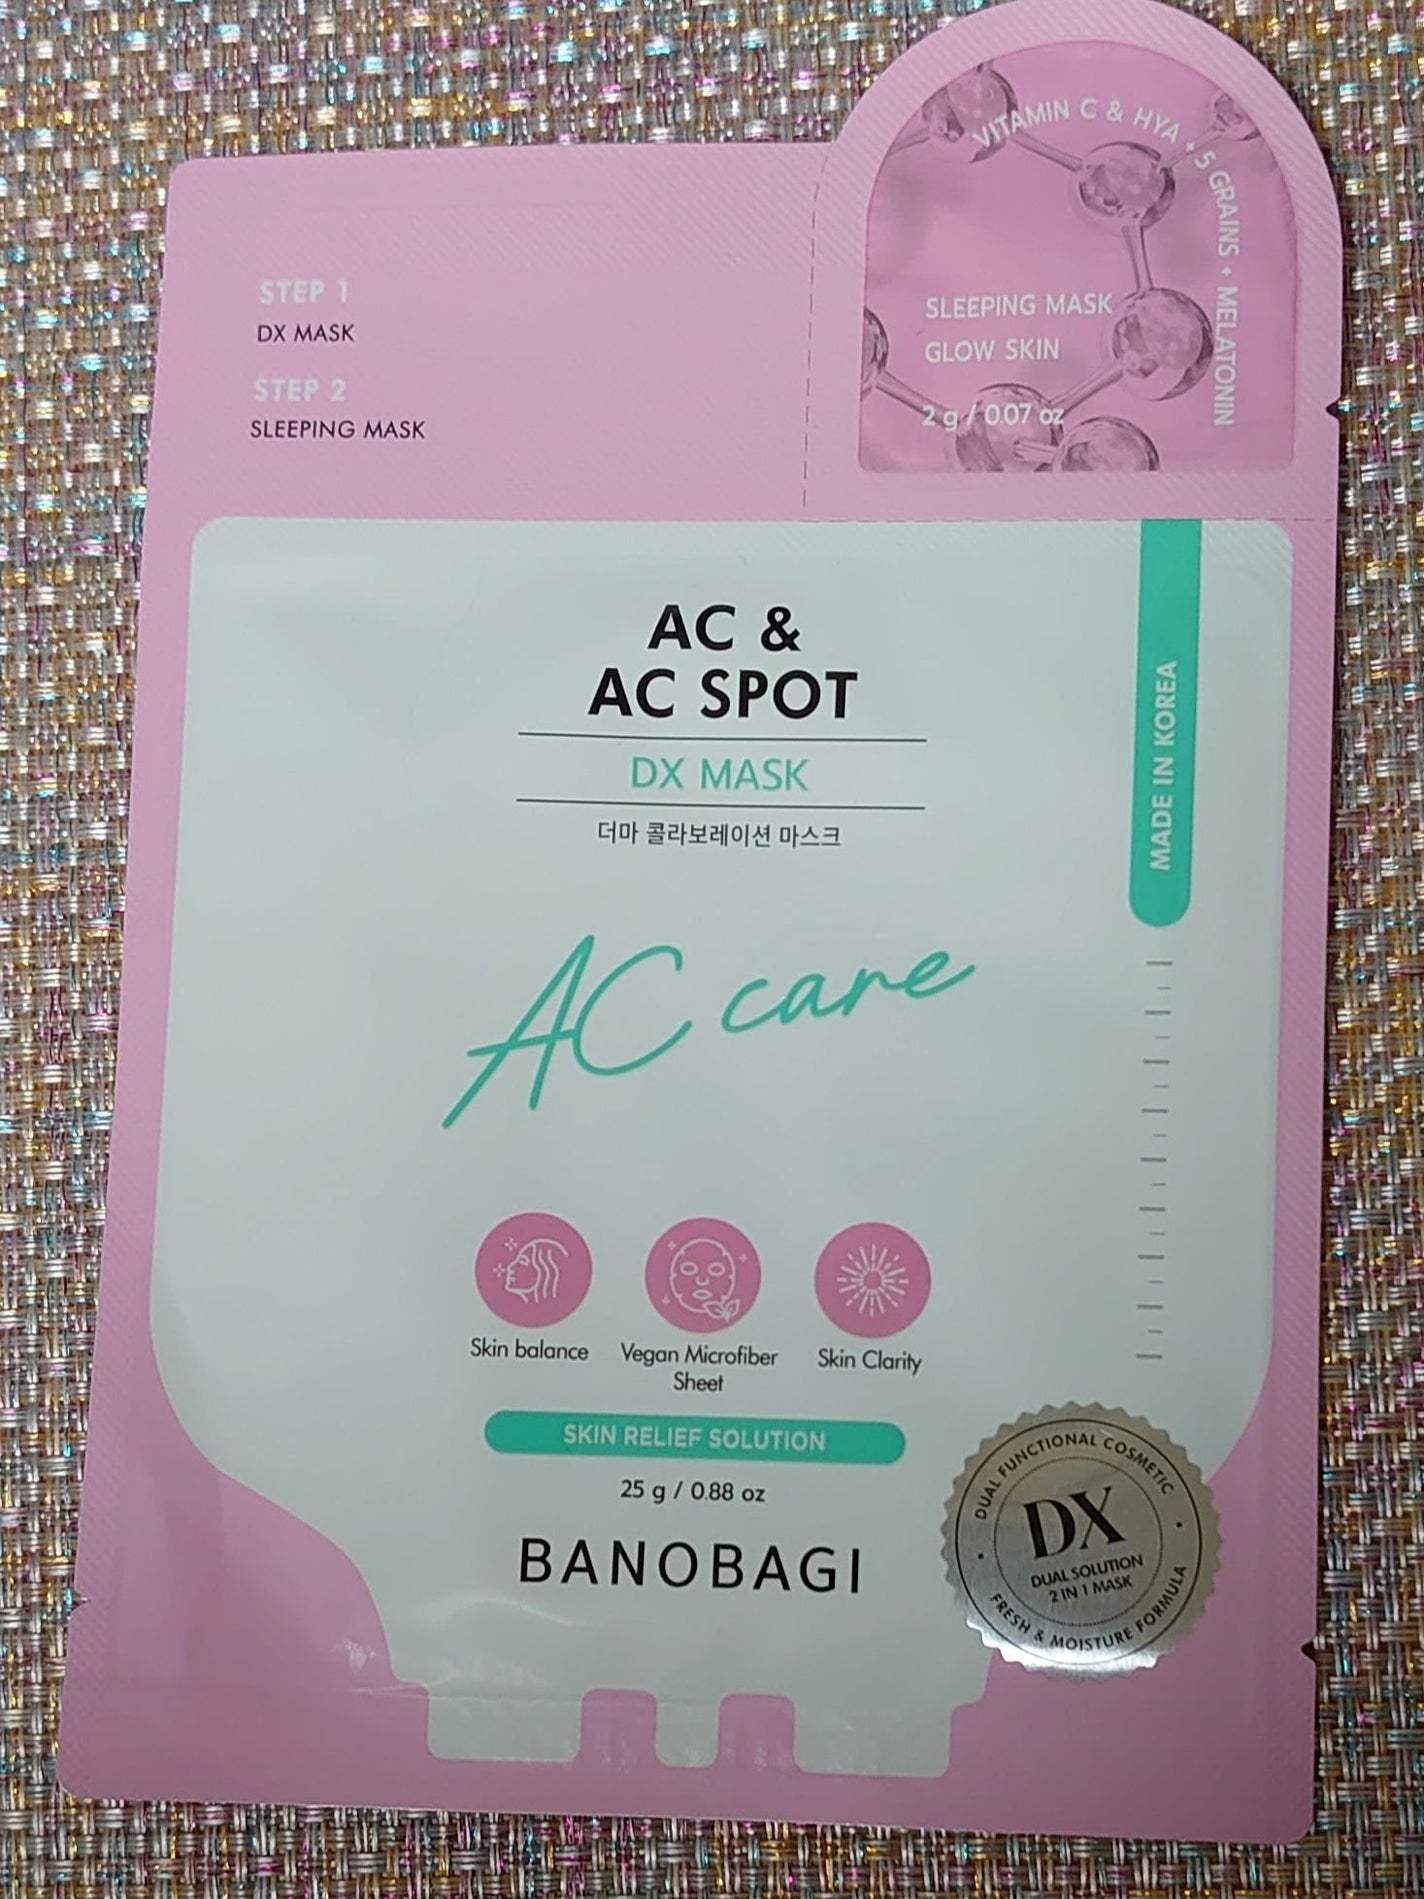 VITAMIN C & HYA + 5 GRAINS + MELATONIN
STEP 1
DX MASK
STEP 2
SLEEPING MASK
SLEEPING MASK
GLOW SKIN
2 g / 0.07 oz
AC &
AC SPOT
DX MASK
더마 콜라보레이션 마스크
MADE IN KOREA
AC care
Skin balance
Vegan Microfiber
Sheet
Skin Clarity
SKIN RELIEF SOLUTION
25 g / 0.88 oz
BANOBAGI
DUAL FUNCTIONAL COSMETIC
DX
DUAL SOLUTION
2 IN 1 MASK
FRESH & MOISTURE FORMULA